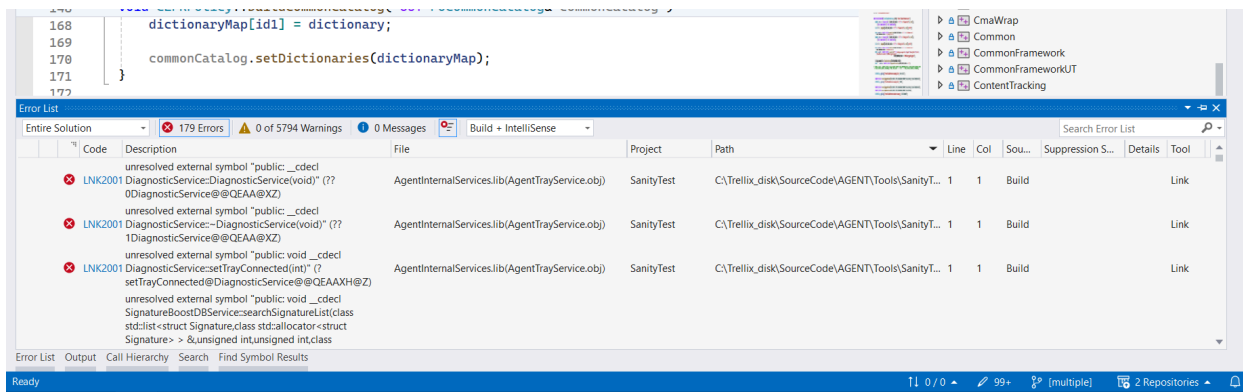 168 dictionaryMap[id1] = dictionary;
169
170 commonCatalog.setDictionaries(dictionaryMap);
171 }
172
CmaWrap
Common
CommonFramework
CommonFrameworkUT
ContentTracking
Error List
Entire Solution 179 Errors 0 of 5794 Warnings 0 Messages Build + IntelliSense Search Error List
Code Description File Project Path Line Col Sou... Suppression S... Details Tool
unresolved external symbol "public: __cdecl
LNK2001 DiagnosticService::DiagnosticService(void)" (?? AgentInternalServices.lib(AgentTrayService.obj) SanityTest C:\Trellix_disk\SourceCode\AGENT\Tools\SanityT... 1 1 Build Link
0DiagnosticService@@QEAA@XZ)
unresolved external symbol "public: __cdecl
LNK2001 DiagnosticService::~DiagnosticService(void)" (?? AgentInternalServices.lib(AgentTrayService.obj) SanityTest C:\Trellix_disk\SourceCode\AGENT\Tools\SanityT... 1 1 Build Link
1DiagnosticService@@QEAA@XZ)
unresolved external symbol "public: void __cdecl
LNK2001 DiagnosticService::setTrayConnected(int)" (? AgentInternalServices.lib(AgentTrayService.obj) SanityTest C:\Trellix_disk\SourceCode\AGENT\Tools\SanityT... 1 1 Build Link
setTrayConnected@DiagnosticService@@QEAAXH@Z)
unresolved external symbol "public: void __cdecl
SignatureBoostDBService::searchSignatureList(class
std::list<struct Signature,class std::allocator<struct
Signature> > &,unsigned int,unsigned int,class
Error List Output Call Hierarchy Search Find Symbol Results
Ready 0 / 0 99+ [multiple] 2 Repositories